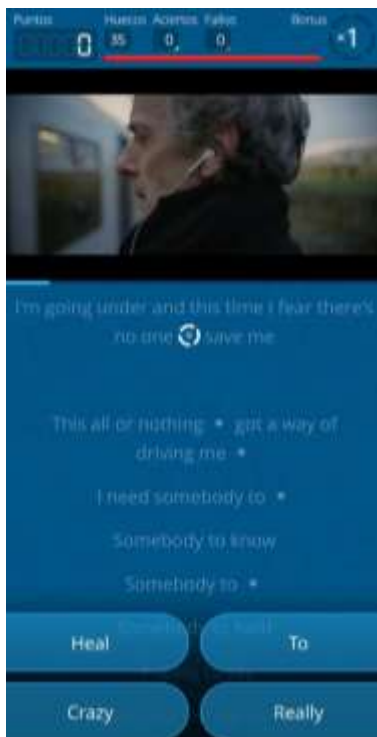 Puntos Huecos Aciertos Fallos Bonus
0 35 0 0 ×1
I'm going under and this time I fear there's
no one save me
This all or nothing * got a way of
driving me *
I need somebody to *
Somebody to know
Somebody to *
Heal To
Crazy Really